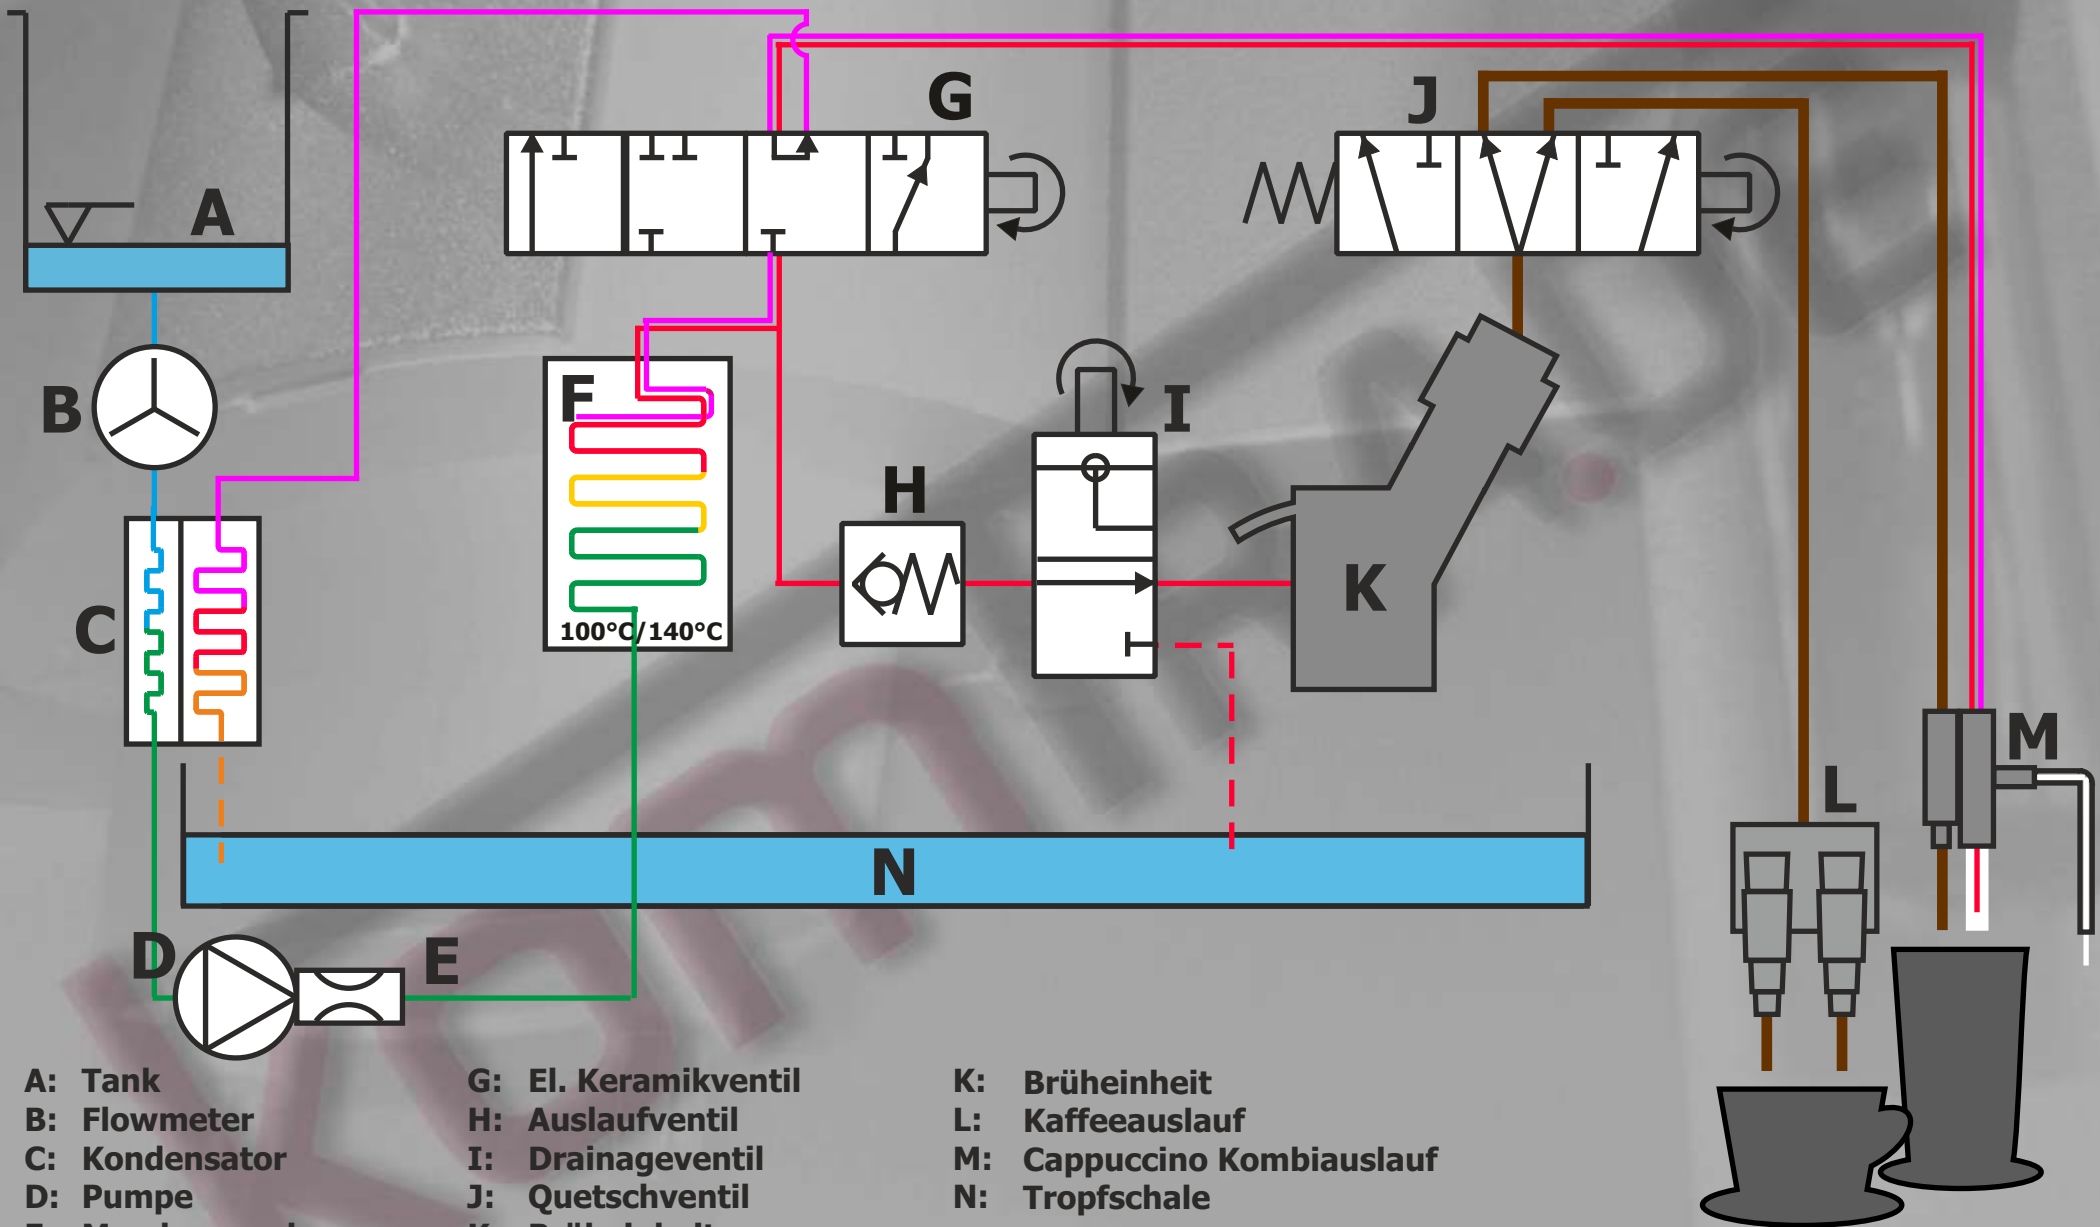 A
B
C
D
E
F
100°C/140°C
G
H
I
J
K
L
M
N
A: Tank
B: Flowmeter
C: Kondensator
D: Pumpe
G: El. Keramikventil
H: Auslaufventil
I: Drainageventil
J: Quetschventil
K: Brüheinheit
L: Kaffeeauslauf
M: Cappuccino Kombiauslauf
N: Tropfschale